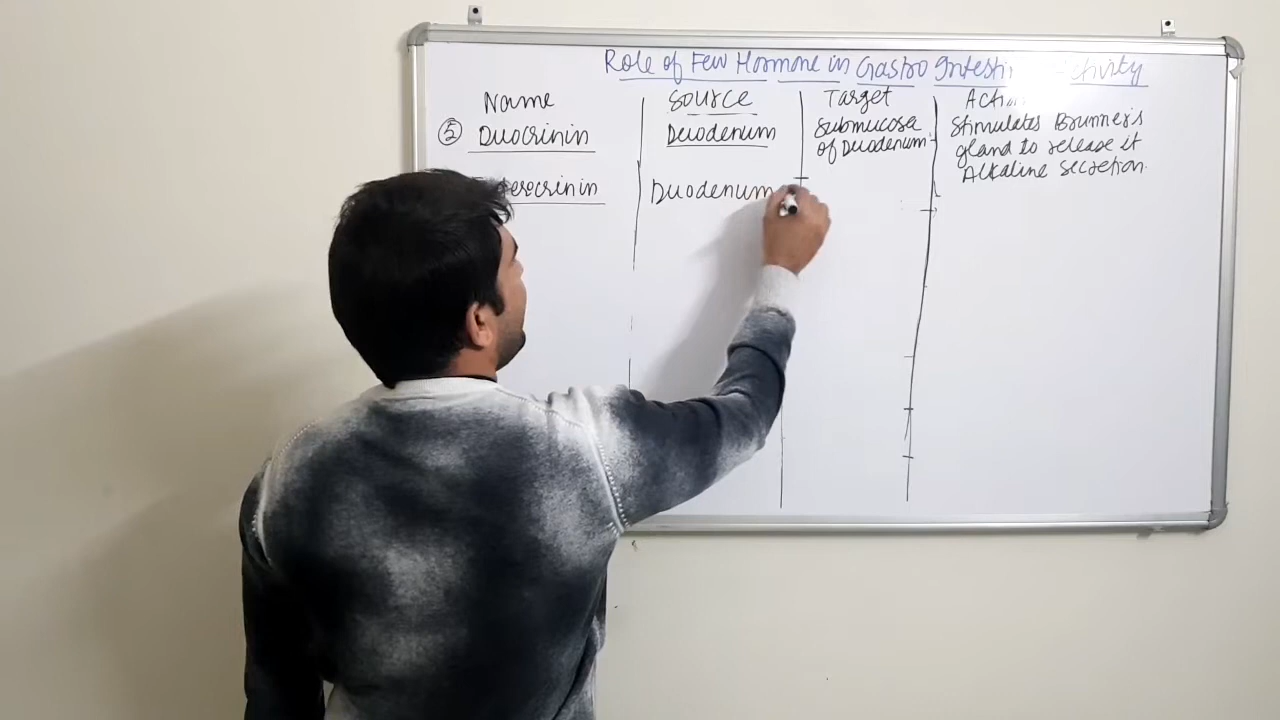 Role of Few Hormone in Gastro
Name Source Target
⑤ Duocrinin Duodenum Submucosa of Duodenum Stimulates Brunner's gland to release it Alkaline secretion.
Duodenum